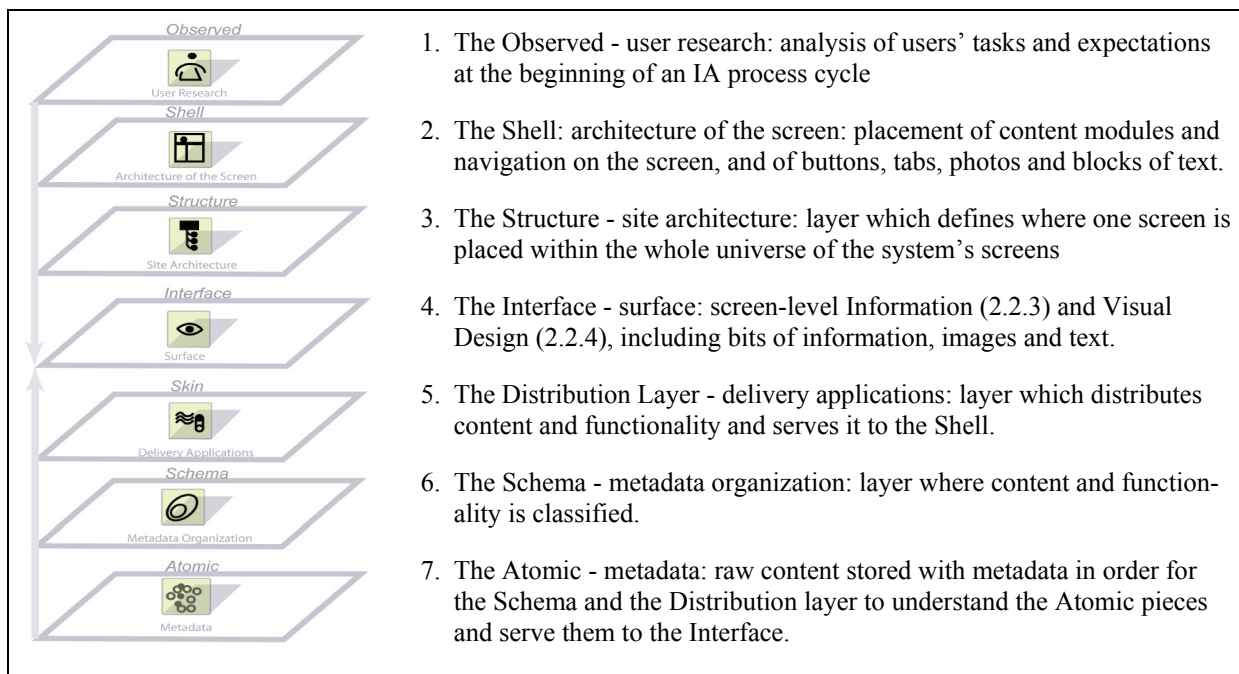 Observed
User Research
Shell
Architecture of the Screen
Structure
Site Architecture
Interface
Surface
Skin
Delivery Applications
Schema
Metadata Organization
Atomic
Metadata
1. The Observed - user research: analysis of users’ tasks and expectations
at the beginning of an IA process cycle
2. The Shell: architecture of the screen: placement of content modules and
navigation on the screen, and of buttons, tabs, photos and blocks of text.
3. The Structure - site architecture: layer which defines where one screen is
placed within the whole universe of the system’s screens
4. The Interface - surface: screen-level Information (2.2.3) and Visual
Design (2.2.4), including bits of information, images and text.
5. The Distribution Layer - delivery applications: layer which distributes
content and functionality and serves it to the Shell.
6. The Schema - metadata organization: layer where content and function-
ality is classified.
7. The Atomic - metadata: raw content stored with metadata in order for
the Schema and the Distribution layer to understand the Atomic pieces
and serve them to the Interface.